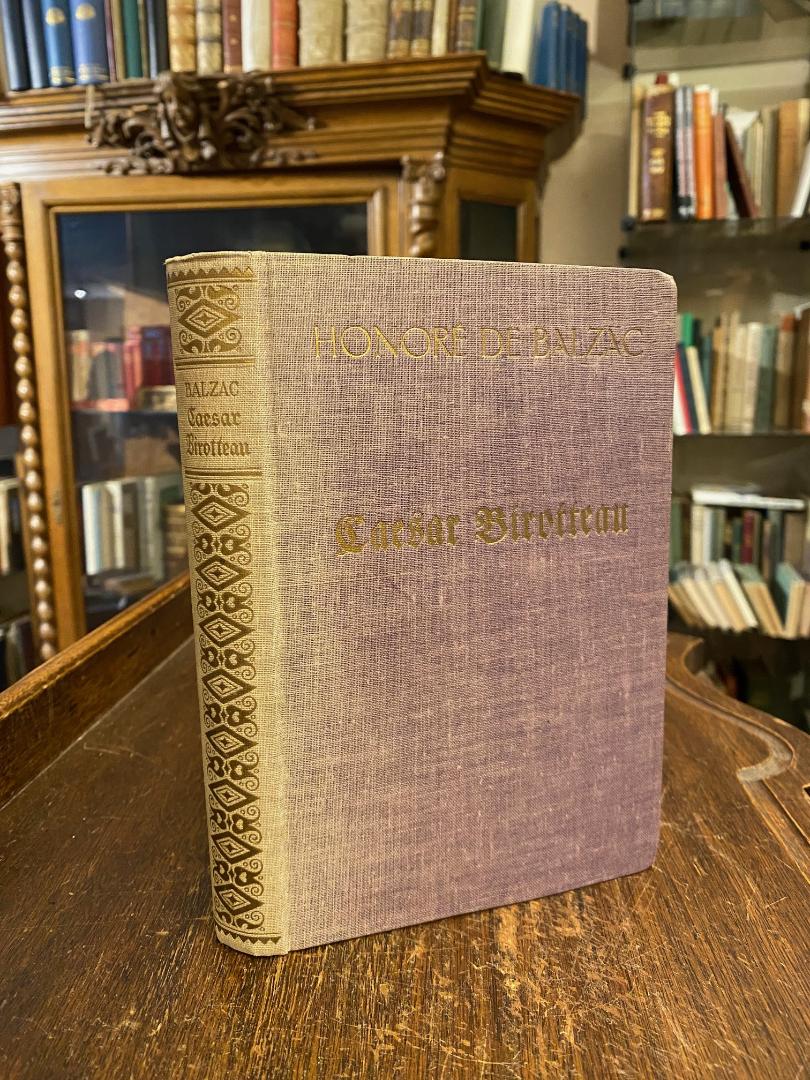 BALZAC
Caesar
Birotteau
HONORÉ DE BALZAC
Caesar Birotteau